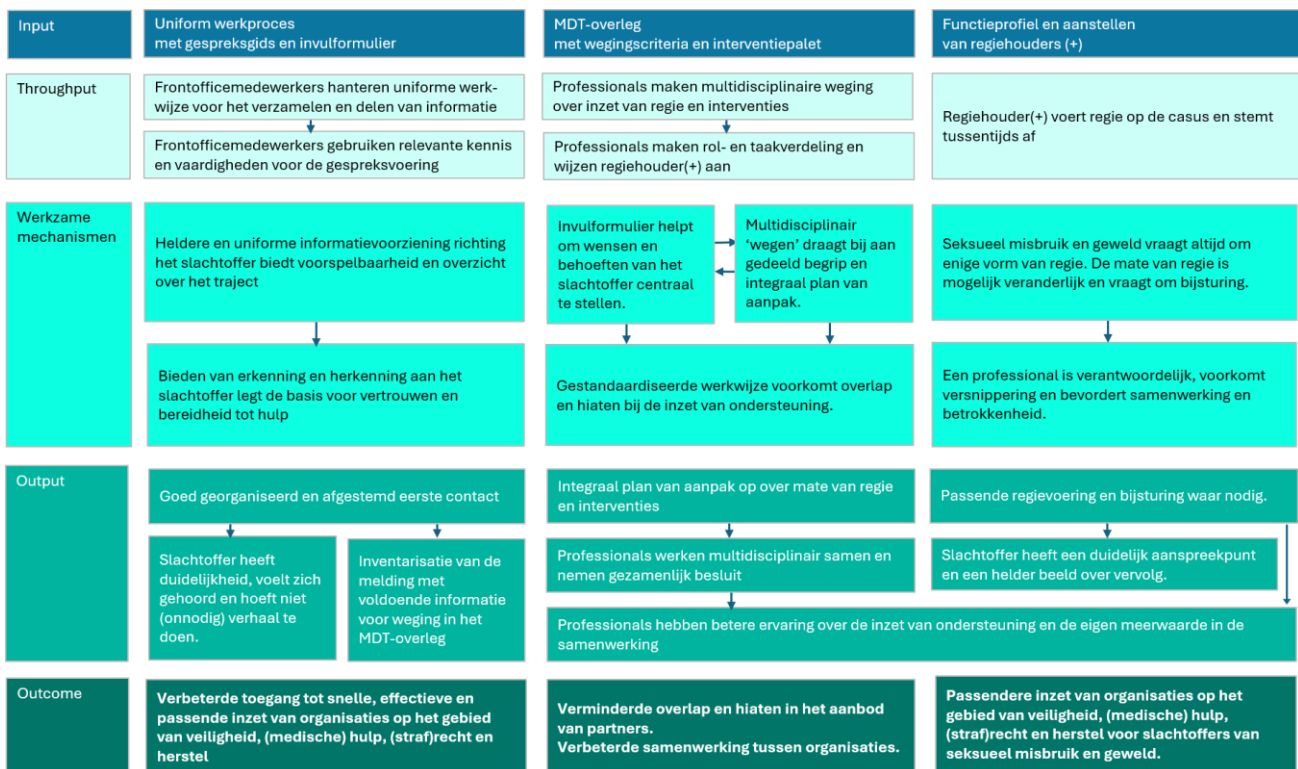 Input
Uniform werkproces
met gespreksgids en invulformulier
MDT-overleg
met wegingscriteria en interventiepalet
Functieprofiel en aanstellen
van regiehouders (+)
Throughput
Frontofficemedewerkers hanteren uniforme werk-
wijze voor het verzamelen en delen van informatie
Frontofficemedewerkers gebruiken relevante kennis
en vaardigheden voor de gespreksvoering
Professionals maken multidisciplinaire weging
over inzet van regie en interventies
Professionals maken rol- en taakverdeling en
wijzen regiehouder(+) aan
Regiehouder(+) voert regie op de casus en stemt
tussentijds af
Werkzame
mechanismen
Heldere en uniforme informatievoorziening richting
het slachtoffer biedt voorspelbaarheid en overzicht
over het traject
Bieden van erkenning en herkenning aan het
slachtoffer legt de basis voor vertrouwen en
bereidheid tot hulp
Invulformulier helpt
om wensen en
behoeften van het
slachtoffer centraal
te stellen.
Multidisciplinair
‘wegen’ draagt bij aan
gedeeld begrip en
integraal plan van
aanpak.
Gestandaardiseerde werkwijze voorkomt overlap
en hiaten bij de inzet van ondersteuning.
Seksueel misbruik en geweld vraagt altijd om
enige vorm van regie. De mate van regie is
mogelijk veranderlijk en vraagt om bijsturing.
Een professional is verantwoordelijk, voorkomt
versnippering en bevordert samenwerking en
betrokkenheid.
Output
Goed georganiseerd en afgestemd eerste contact
Slachtoffer heeft
duidelijkheid, voelt zich
gehoord en hoeft niet
(onnodig) verhaal te
doen.
Inventarisatie van de
melding met
voldoende informatie
voor weging in het
MDT-overleg
Integraal plan van aanpak op over mate van regie
en interventies
Professionals werken multidisciplinair samen en
nemen gezamenlijk besluit
Passende regievoering en bijsturing waar nodig.
Slachtoffer heeft een duidelijk aanspreekpunt
en een helder beeld over vervolg.
Professionals hebben betere ervaring over de inzet van ondersteuning en de eigen meerwaarde in de
samenwerking
Outcome
Verbeterde toegang tot snelle, effectieve en
passende inzet van organisaties op het gebied
van veiligheid, (medische) hulp, (straf)recht en
herstel
Verminderde overlap en hiaten in het aanbod
van partners.
Verbeterde samenwerking tussen organisaties.
Passendere inzet van organisaties op het
gebied van veiligheid, (medische) hulp,
(straf)recht en herstel voor slachtoffers van
seksueel misbruik en geweld.